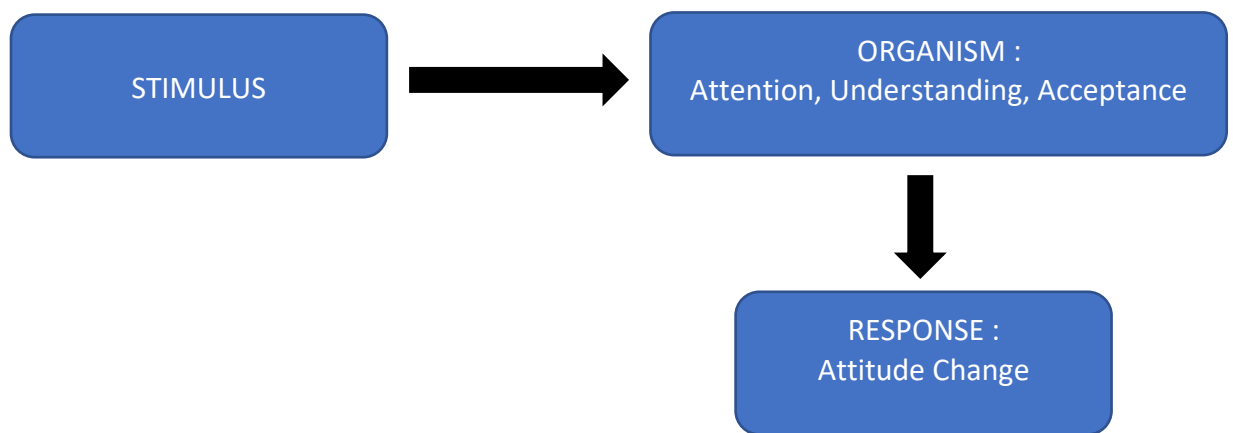 STIMULUS
ORGANISM :
Attention, Understanding, Acceptance
RESPONSE :
Attitude Change